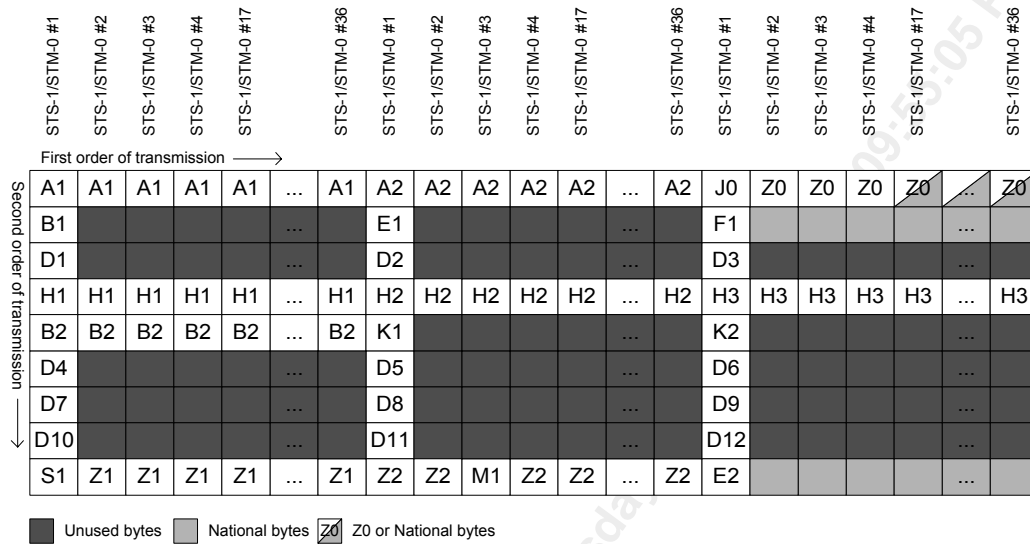 STS-1/STM-0 #1 STS-1/STM-0 #2 STS-1/STM-0 #3 STS-1/STM-0 #4 STS-1/STM-0 #17 STS-1/STM-0 #36 STS-1/STM-0 #1 STS-1/STM-0 #2 STS-1/STM-0 #3 STS-1/STM-0 #4 STS-1/STM-0 #17 STS-1/STM-0 #36 STS-1/STM-0 #1 STS-1/STM-0 #2 STS-1/STM-0 #3 STS-1/STM-0 #4 STS-1/STM-0 #17 STS-1/STM-0 #36
First order of transmission
Second order of transmission
A1 A1 A1 A1 A1 ... A1 A2 A2 A2 A2 A2 ... A2 J0 Z0 Z0 Z0 Z0 ... Z0
B1 ... E1 ... F1 ...
D1 ... D2 ... D3 ...
H1 H1 H1 H1 H1 ... H1 H2 H2 H2 H2 H2 ... H2 H3 H3 H3 H3 H3 ... H3
B2 B2 B2 B2 B2 ... B2 K1 ... K2 ...
D4 ... D5 ... D6 ...
D7 ... D8 ... D9 ...
D10 ... D11 ... D12 ...
S1 Z1 Z1 Z1 Z1 ... Z1 Z2 Z2 M1 Z2 Z2 ... Z2 E2 ...
Unused bytes National bytes Z0 Z0 or National bytes
09:55:05